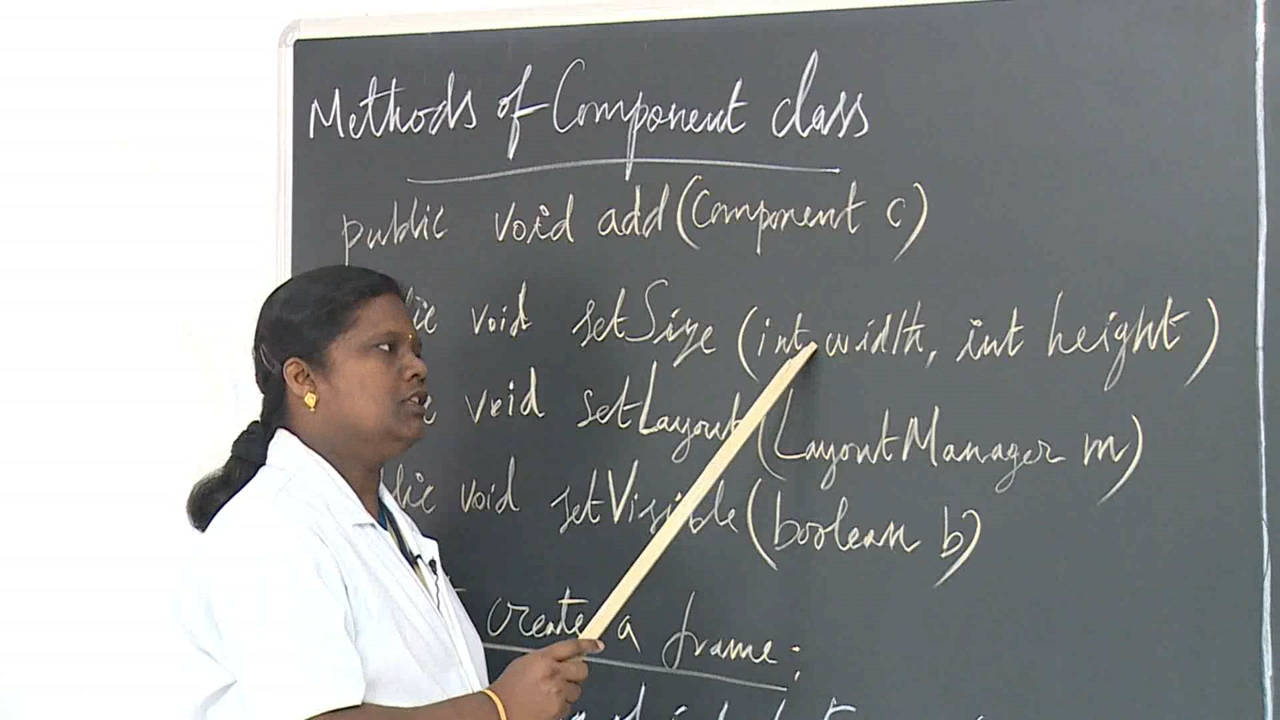 Methods of Component class
public void add(Component c)
void setSize (int width, int height)
void setLayout (LayoutManager m)
void setVisible (boolean b)
create a frame: